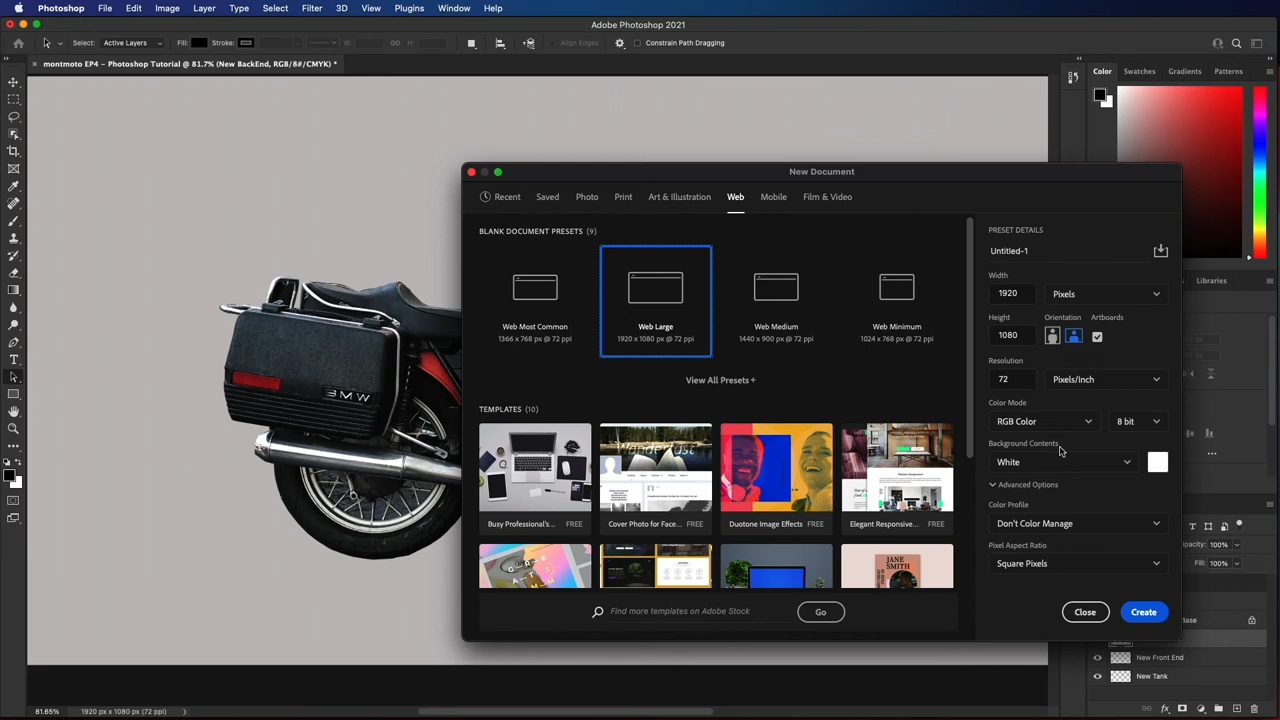 Photoshop File Edit Image Layer Type Select Filter 3D View Plugins Window Help
Adobe Photoshop 2021
Select: Active Layers Fill: Stroke: W: H: Align Edges Constrain Path Dragging
montmoto EP4 – Photoshop Tutorial @ 81.7% (New BackEnd, RGB/8#/CMYK) *
Color Swatches Gradients Patterns
New Document
Recent Saved Photo Print Art & Illustration Web Mobile Film & Video
BLANK DOCUMENT PRESETS (9)
Web Most Common
1366 x 768 px @ 72 ppi
Web Large
1920 x 1080 px @ 72 ppi
Web Medium
1440 x 900 px @ 72 ppi
Web Minimum
1024 x 768 px @ 72 ppi
View All Presets +
TEMPLATES (10)
Wanderlust
Busy Professional's... FREE
Cover Photo for Face... FREE
Duotone Image Effects FREE
Elegant Responsive... FREE
JANE
SMITH
Find more templates on Adobe Stock
Go
PRESET DETAILS
Untitled-1
Width
1920 Pixels
Height Orientation Artboards
1080
Resolution
72 Pixels/Inch
Color Mode
RGB Color 8 bit
Background Contents
White
Advanced Options
Color Profile
Don't Color Manage
Pixel Aspect Ratio
Square Pixels
Close Create
Libraries
pacity: 100%
Fill: 100%
Base
New Front End
New Tank
BMW
81.65% 1920 px x 1080 px (72 ppi)